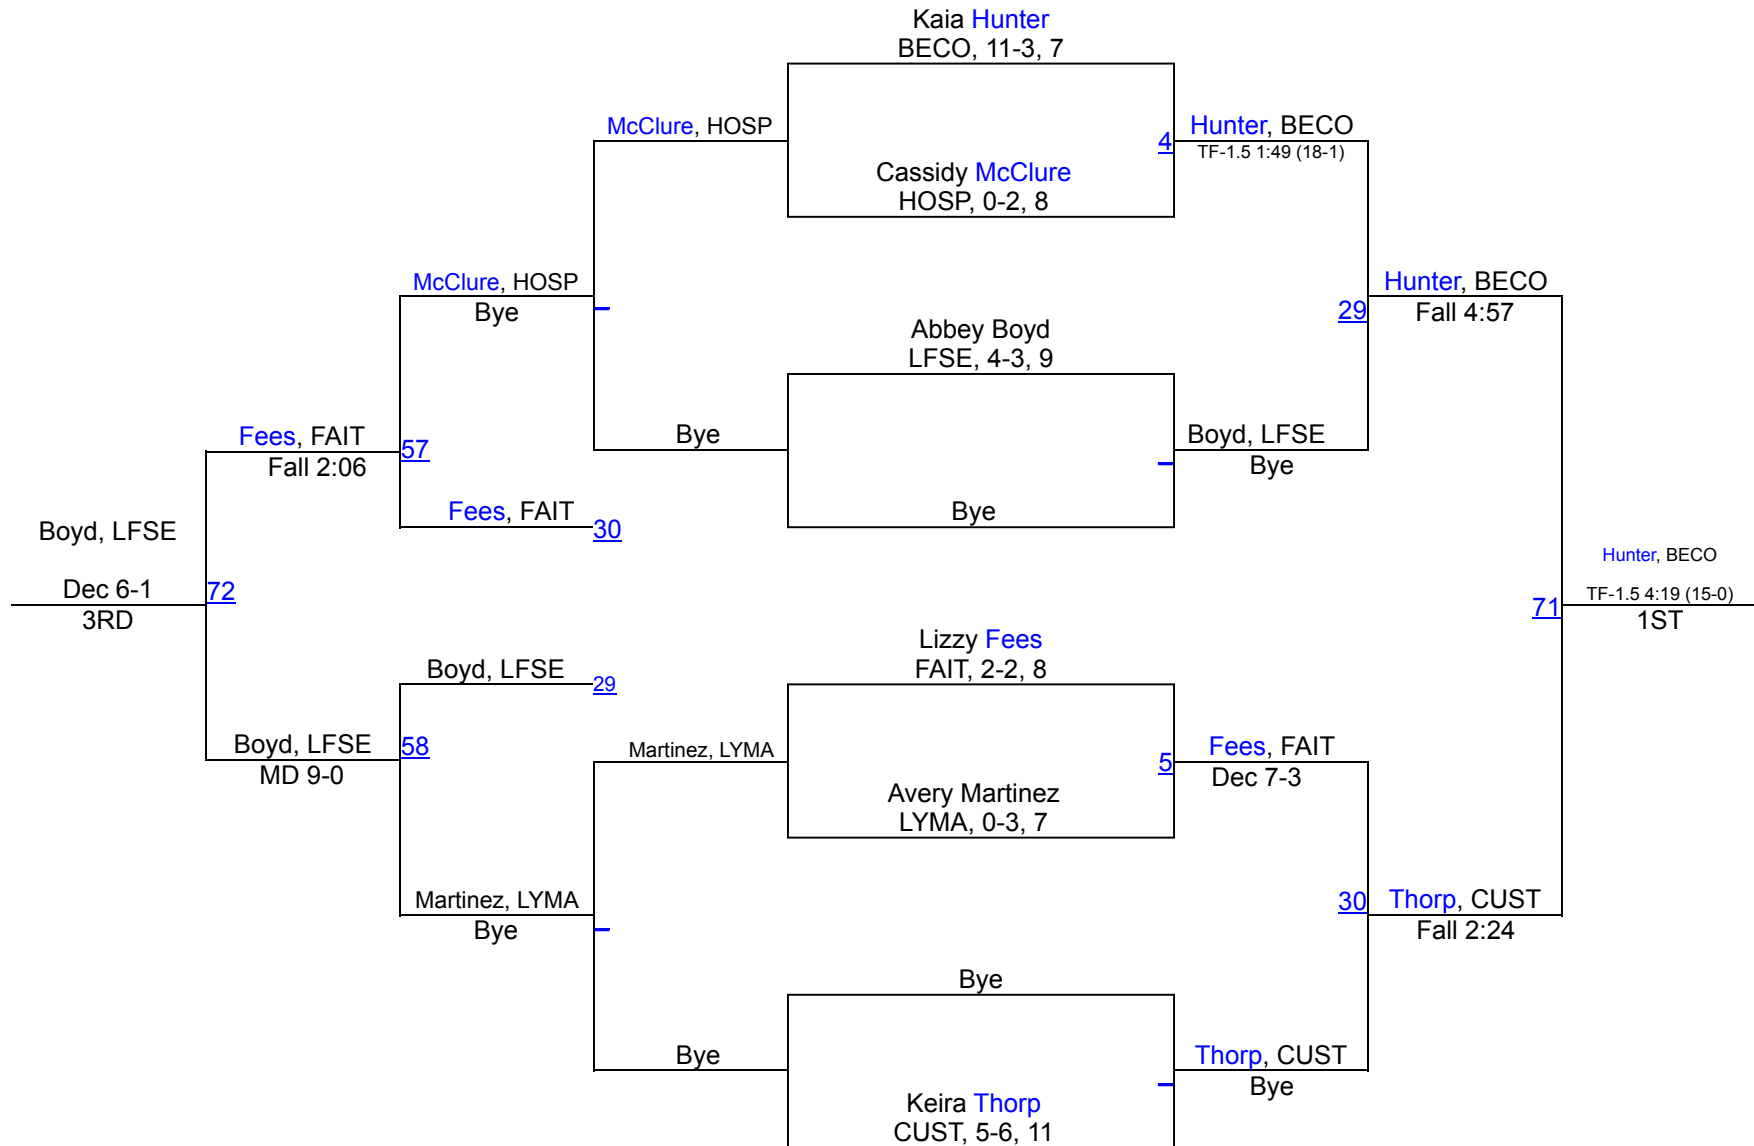 Kaia Hunter
BECO, 11-3, 7
McClure, HOSP
4
Hunter, BECO
TF-1.5 1:49 (18-1)
Cassidy McClure
HOSP, 0-2, 8
McClure, HOSP
Bye
Hunter, BECO
Fall 4:57
29
Abbey Boyd
LFSE, 4-3, 9
Fees, FAIT
Fall 2:06
57
Bye
Boyd, LFSE
Bye
Fees, FAIT
30
Bye
Boyd, LFSE
Dec 6-1
3RD
72
Hunter, BECO
TF-1.5 4:19 (15-0)
1ST
71
Lizzy Fees
FAIT, 2-2, 8
Boyd, LFSE
29
Boyd, LFSE
MD 9-0
58
Martinez, LYMA
5
Fees, FAIT
Dec 7-3
Avery Martinez
LYMA, 0-3, 7
Martinez, LYMA
Bye
30
Thorp, CUST
Fall 2:24
Bye
Bye
Thorp, CUST
Bye
Keira Thorp
CUST, 5-6, 11